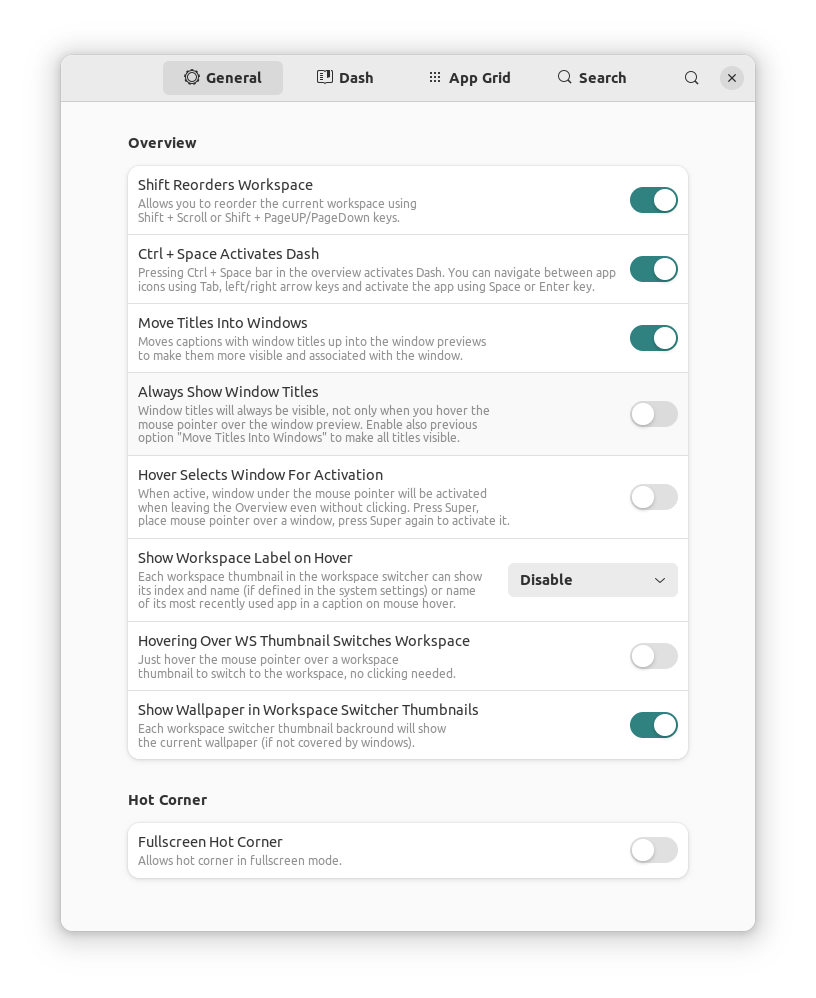 General
Dash
App Grid
Search
Overview
Shift Reorders Workspace
Allows you to reorder the current workspace using
Shift + Scroll or Shift + PageUP/PageDown keys.
Ctrl + Space Activates Dash
Pressing Ctrl + Space bar in the overview activates Dash. You can navigate between app
icons using Tab, left/right arrow keys and activate the app using Space or Enter key.
Move Titles Into Windows
Moves captions with window titles up into the window previews
to make them more visible and associated with the window.
Always Show Window Titles
Window titles will always be visible, not only when you hover the
mouse pointer over the window preview. Enable also previous
option "Move Titles Into Windows" to make all titles visible.
Hover Selects Window For Activation
When active, window under the mouse pointer will be activated
when leaving the Overview even without clicking. Press Super,
place mouse pointer over a window, press Super again to activate it.
Show Workspace Label on Hover
Each workspace thumbnail in the workspace switcher can show
its index and name (if defined in the system settings) or name
of its most recently used app in a caption on mouse hover.
Disable
Hovering Over WS Thumbnail Switches Workspace
Just hover the mouse pointer over a workspace
thumbnail to switch to the workspace, no clicking needed.
Show Wallpaper in Workspace Switcher Thumbnails
Each workspace switcher thumbnail backround will show
the current wallpaper (if not covered by windows).
Hot Corner
Fullscreen Hot Corner
Allows hot corner in fullscreen mode.